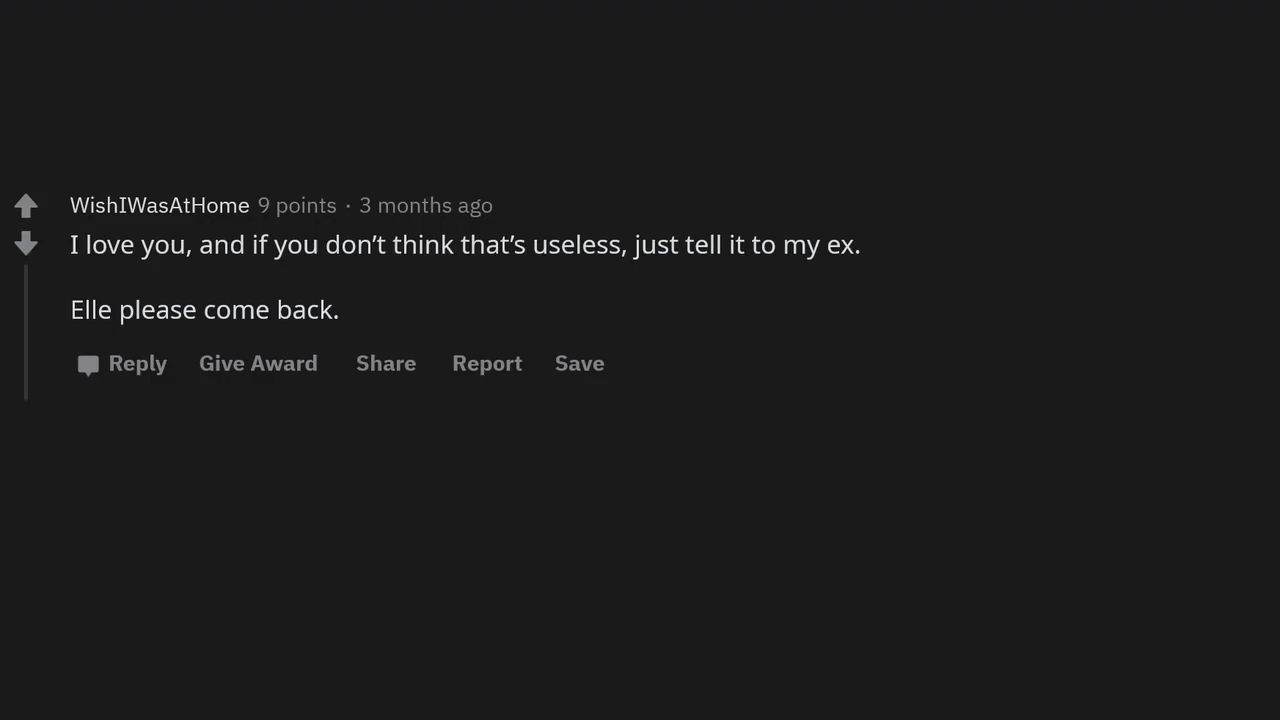 WishIWasAtHome 9 points · 3 months ago
I love you, and if you don’t think that’s useless, just tell it to my ex.
Elle please come back.
Reply Give Award Share Report Save